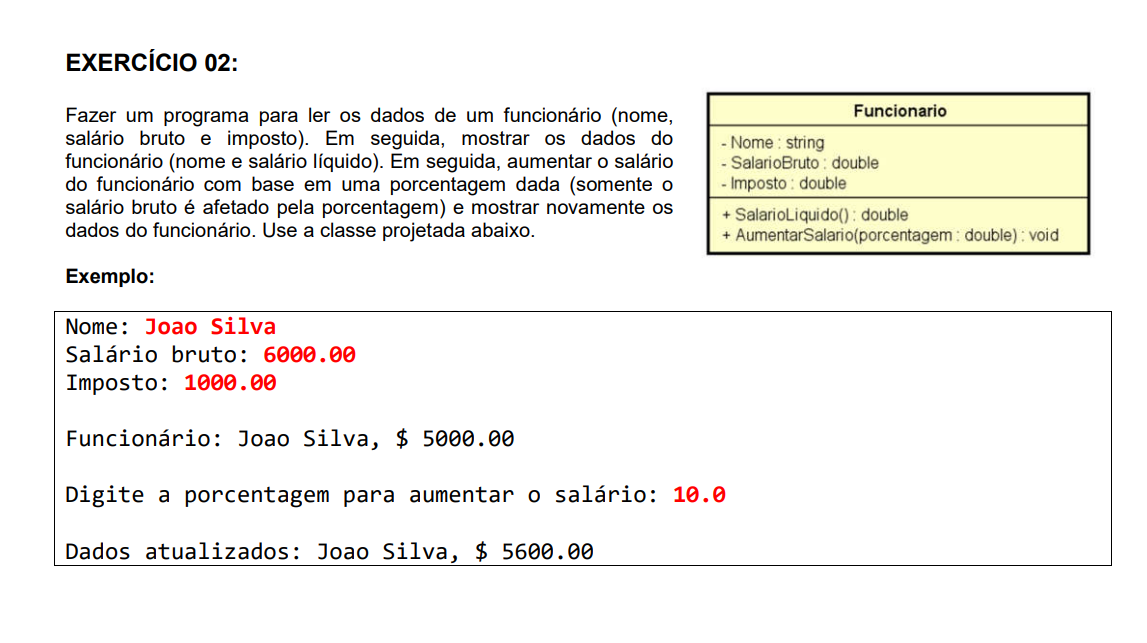 EXERCÍCIO 02:
Fazer um programa para ler os dados de um funcionário (nome,
salário bruto e imposto). Em seguida, mostrar os dados do
funcionário (nome e salário líquido). Em seguida, aumentar o salário
do funcionário com base em uma porcentagem dada (somente o
salário bruto é afetado pela porcentagem) e mostrar novamente os
dados do funcionário. Use a classe projetada abaixo.
Funcionario
- Nome : string
- SalarioBruto : double
- Imposto : double
+ SalarioLiquido() : double
+ AumentarSalario(porcentagem : double) : void
Exemplo:
Nome: Joao Silva
Salário bruto: 6000.00
Imposto: 1000.00
Funcionário: Joao Silva, $ 5000.00
Digite a porcentagem para aumentar o salário: 10.0
Dados atualizados: Joao Silva, $ 5600.00